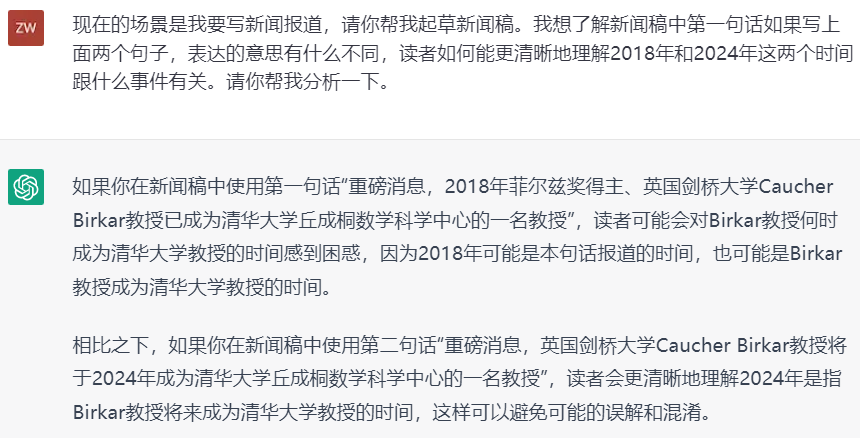 ZW
现在的场景是我要写新闻报道，请你帮我起草新闻稿。我想了解新闻稿中第一句话如果写上
面两个句子，表达的意思有什么不同，读者如何能更清晰地理解2018年和2024年这两个时间
跟什么事件有关。请你帮我分析一下。
如果你在新闻稿中使用第一句话“重磅消息，2018年菲尔兹奖得主、英国剑桥大学Caucher
Birkar教授已成为清华大学丘成桐数学科学中心的一名教授”，读者可能会对Birkar教授何时
成为清华大学教授的时间感到困惑，因为2018年可能是本句话报道的时间，也可能是Birkar
教授成为清华大学教授的时间。
相比之下，如果你在新闻稿中使用第二句话“重磅消息，英国剑桥大学Caucher Birkar教授将
于2024年成为清华大学丘成桐数学科学中心的一名教授”，读者会更清晰地理解2024年是指
Birkar教授将来成为清华大学教授的时间，这样可以避免可能的误解和混淆。